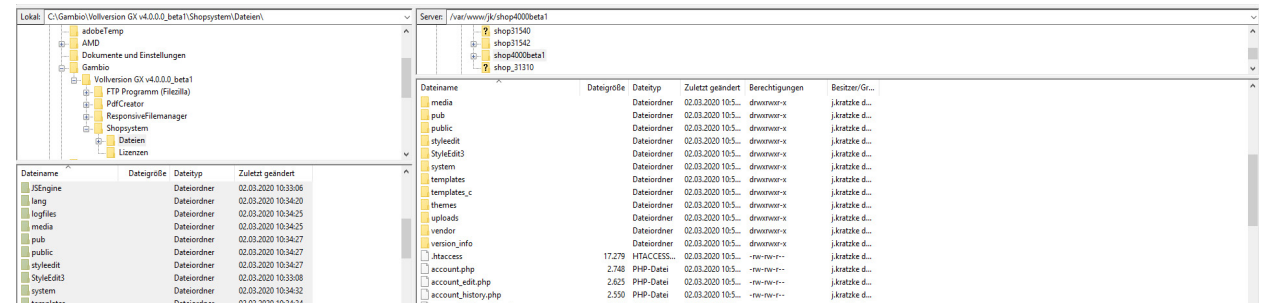 Lokal: C:\Gambio\Vollversion GX v4.0.0.0_beta1\Shopsystem\Dateien\
adobeTemp
AMD
Dokumente und Einstellungen
Gambio
Vollversion GX v4.0.0.0_beta1
FTP Programm (Filezilla)
PdfCreator
ResponsiveFilemanager
Shopsystem
Dateien
Lizenzen
Dateiname Dateigröße Dateityp Zuletzt geändert
JSEngine Dateiordner 02.03.2020 10:33:06
lang Dateiordner 02.03.2020 10:34:20
logfiles Dateiordner 02.03.2020 10:34:25
media Dateiordner 02.03.2020 10:34:25
pub Dateiordner 02.03.2020 10:34:27
public Dateiordner 02.03.2020 10:34:27
styleedit Dateiordner 02.03.2020 10:34:27
StyleEdit3 Dateiordner 02.03.2020 10:33:08
system Dateiordner 02.03.2020 10:34:32
templates Dateiordner 02.03.2020 10:34:34
Server: /var/www/jk/shop4000beta1
shop31540
shop31542
shop4000beta1
shop_31310
Dateiname Dateigröße Dateityp Zuletzt geändert Berechtigungen Besitzer/Gr...
media Dateiordner 02.03.2020 10:5... drwxrwxr-x j.kratzke d...
pub Dateiordner 02.03.2020 10:5... drwxrwxr-x j.kratzke d...
public Dateiordner 02.03.2020 10:5... drwxrwxr-x j.kratzke d...
styleedit Dateiordner 02.03.2020 10:5... drwxrwxr-x j.kratzke d...
StyleEdit3 Dateiordner 02.03.2020 10:5... drwxrwxr-x j.kratzke d...
system Dateiordner 02.03.2020 10:5... drwxrwxr-x j.kratzke d...
templates Dateiordner 02.03.2020 10:5... drwxrwxr-x j.kratzke d...
templates_c Dateiordner 02.03.2020 10:5... drwxrwxr-x j.kratzke d...
themes Dateiordner 02.03.2020 10:5... drwxrwxr-x j.kratzke d...
uploads Dateiordner 02.03.2020 10:5... drwxrwxr-x j.kratzke d...
vendor Dateiordner 02.03.2020 10:5... drwxrwxr-x j.kratzke d...
version_info Dateiordner 02.03.2020 10:5... drwxrwxr-x j.kratzke d...
.htaccess 17.279 HTACCESS... 02.03.2020 10:5... -rw-rw-r-- j.kratzke d...
account.php 2.748 PHP-Datei 02.03.2020 10:5... -rw-rw-r-- j.kratzke d...
account_edit.php 2.625 PHP-Datei 02.03.2020 10:5... -rw-rw-r-- j.kratzke d...
account_history.php 2.550 PHP-Datei 02.03.2020 10:5... -rw-rw-r-- j.kratzke d...